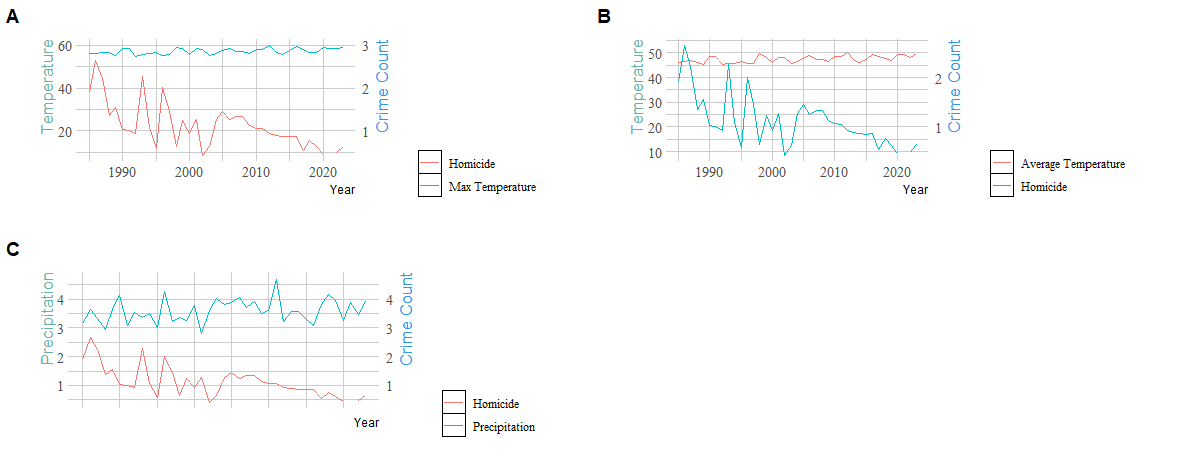 A
Temperature
60
40
20
3
2
1
Crime Count
1990
2000
2010
2020
Year
Homicide
Max Temperature
B
Temperature
50
40
30
20
10
2
1
Crime Count
1990
2000
2010
2020
Year
Average Temperature
Homicide
C
Precipitation
4
3
2
1
4
3
2
1
Crime Count
Year
Homicide
Precipitation